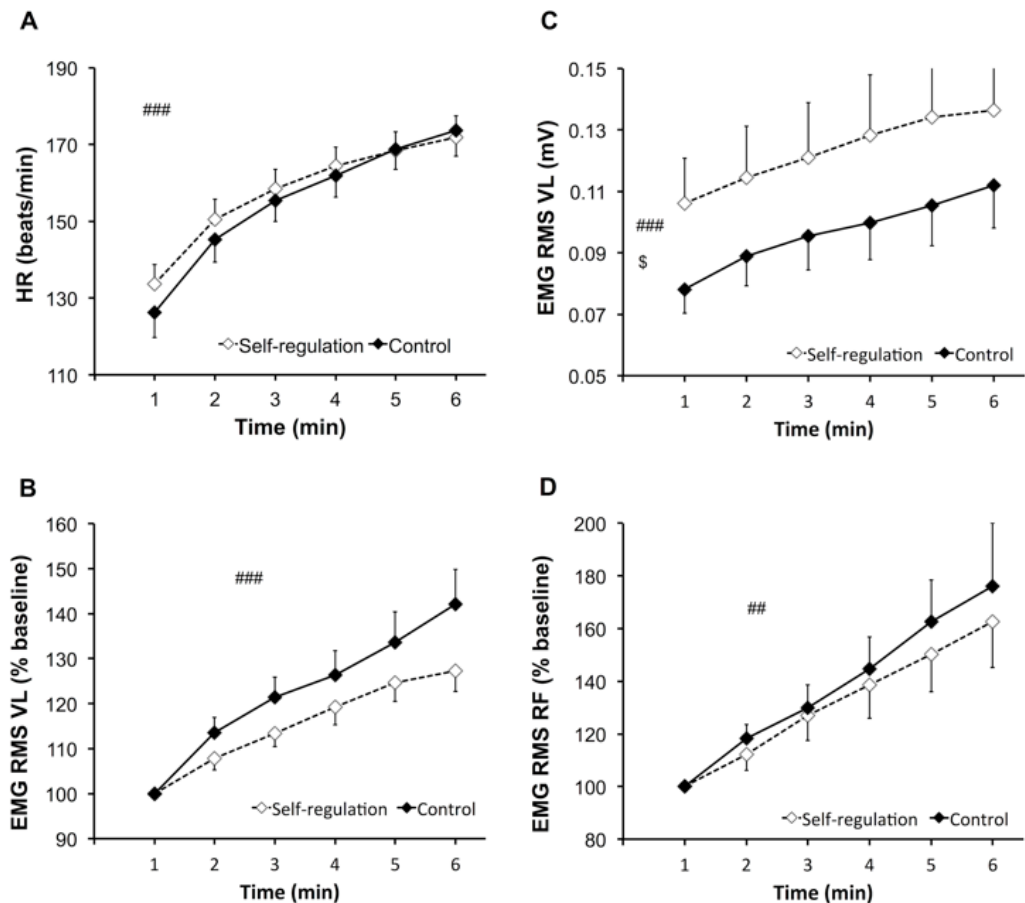 A
HR (beats/min)
190
170
150
130
110
###
Self-regulation Control
1 2 3 4 5 6
Time (min)
C
EMG RMS VL (mV)
0.15
0.13
0.11
0.09
0.07
0.05
###
$
Self-regulation Control
1 2 3 4 5 6
Time (min)
B
EMG RMS VL (% baseline)
160
150
140
130
120
110
100
90
###
Self-regulation Control
1 2 3 4 5 6
Time (min)
D
EMG RMS RF (% baseline)
200
180
160
140
120
100
80
##
Self-regulation Control
1 2 3 4 5 6
Time (min)